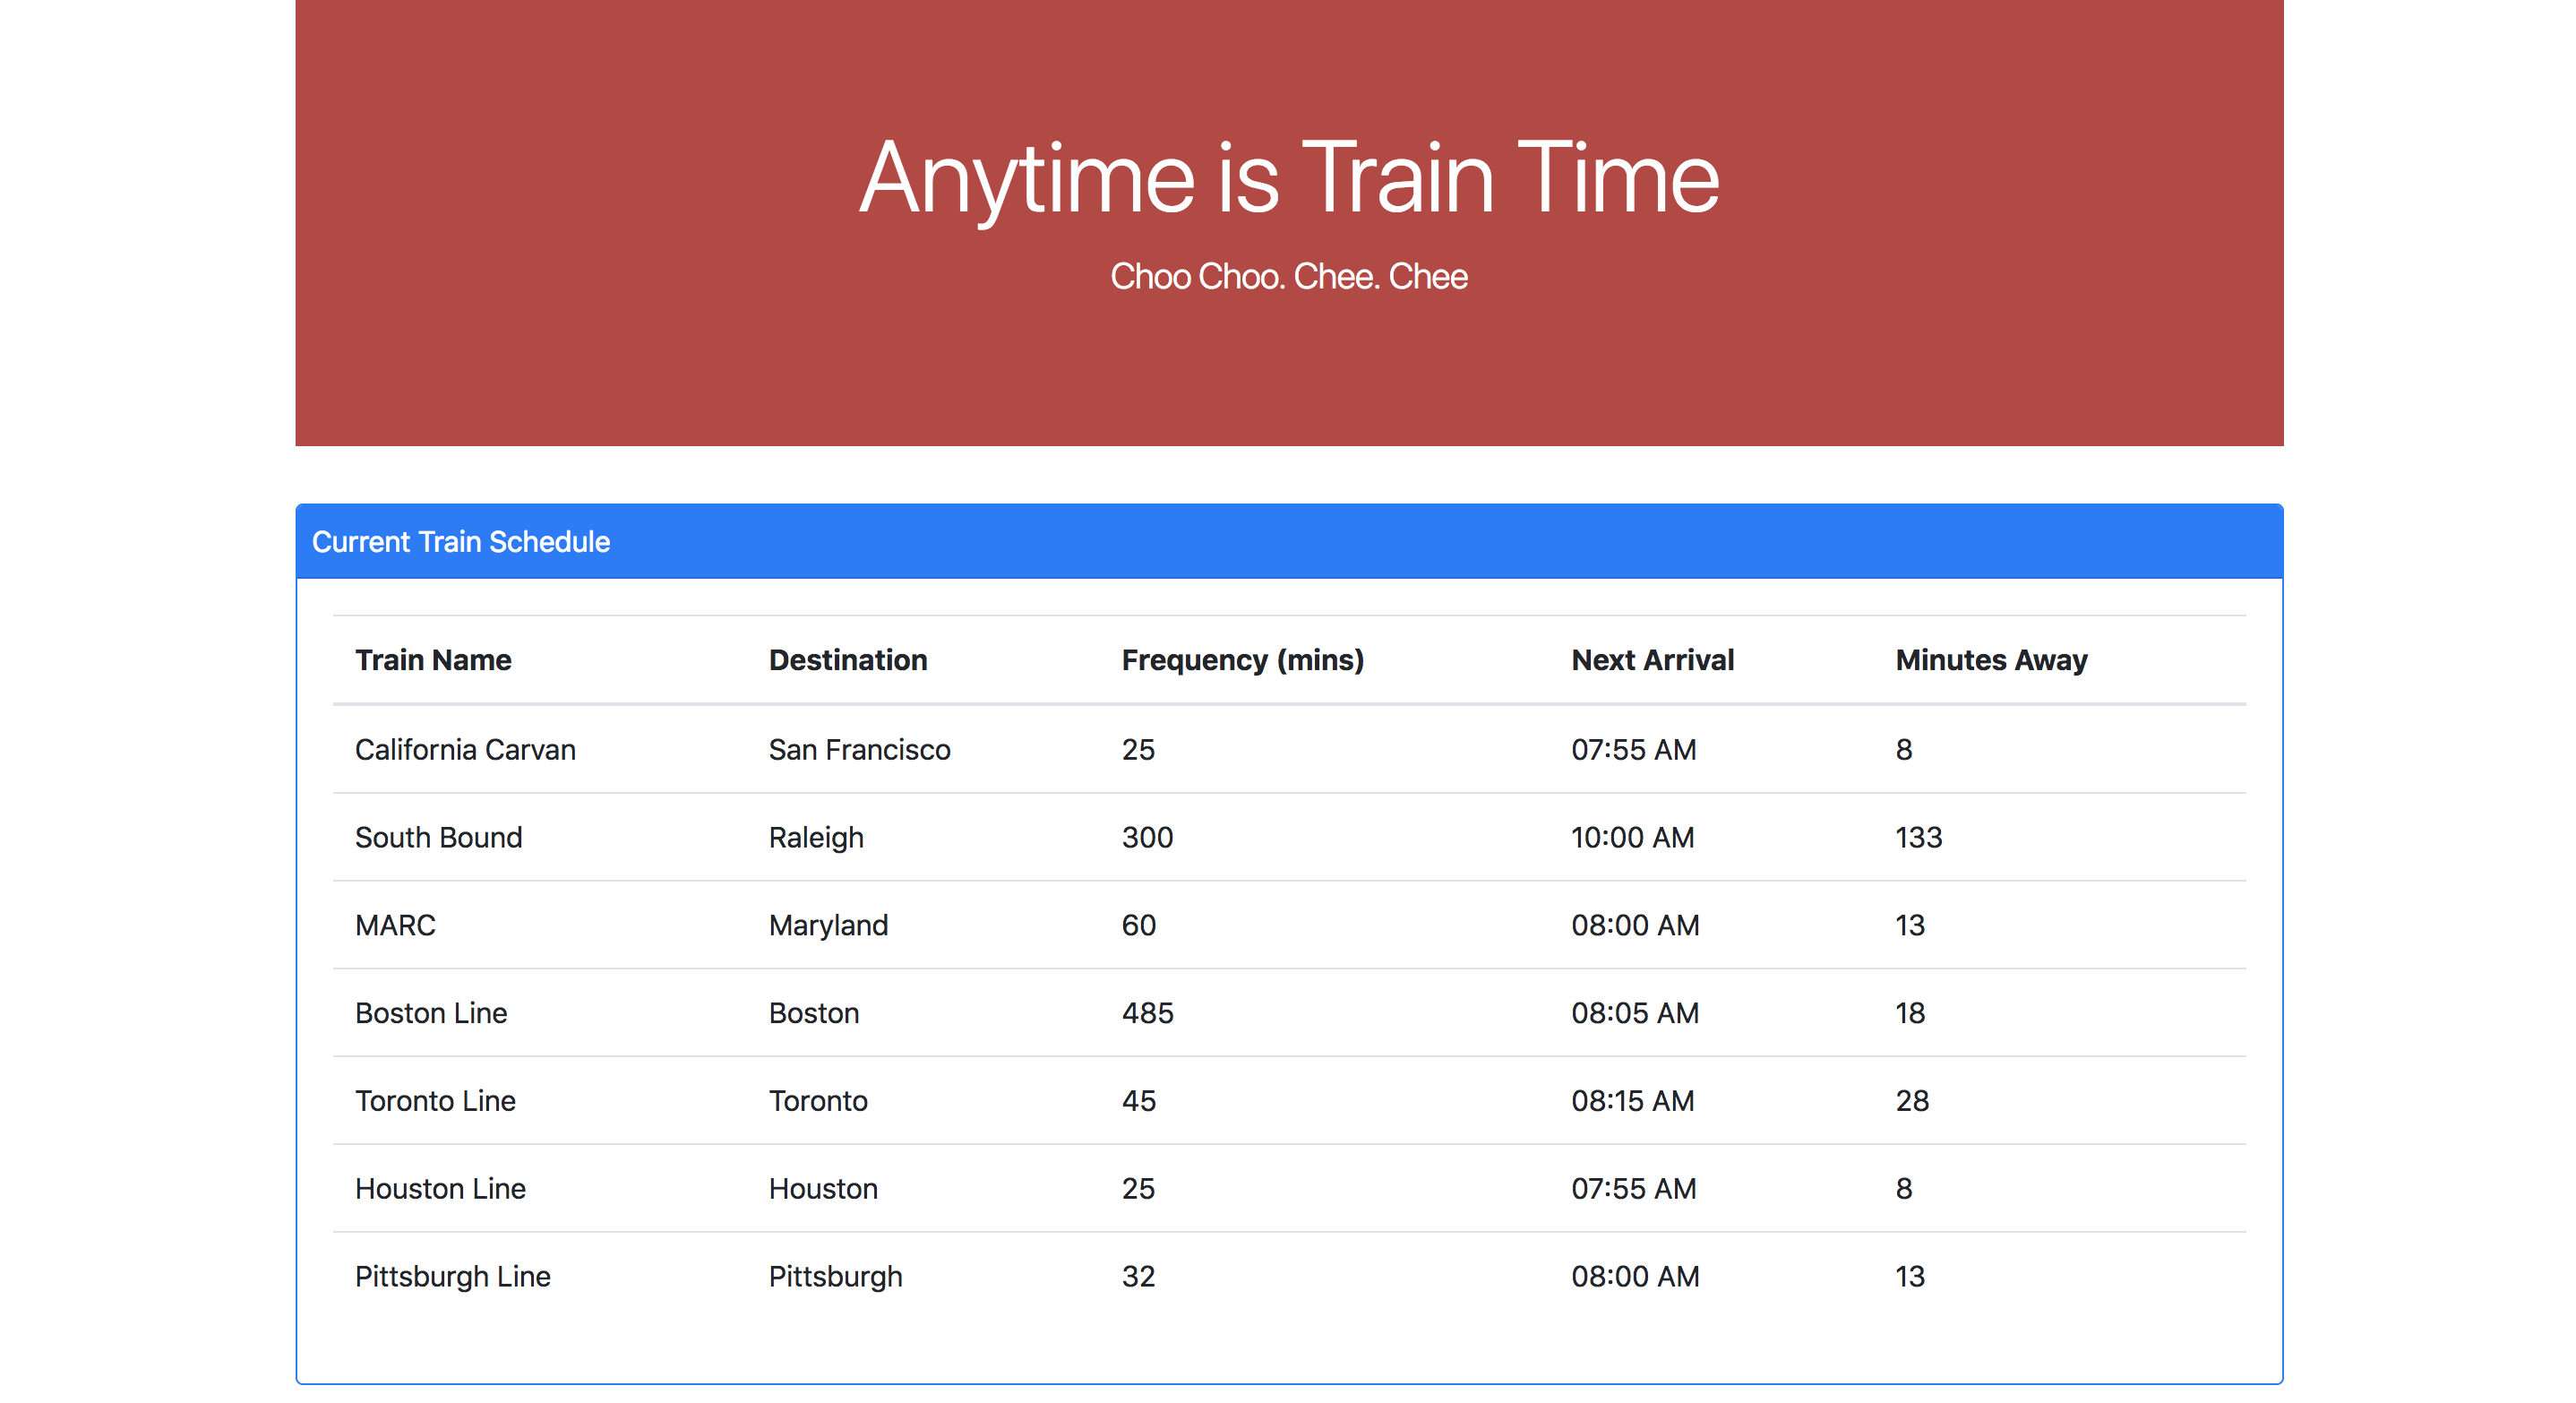 Anytime is Train Time
Choo Choo. Chee. Chee
Current Train Schedule
Train Name Destination Frequency (mins) Next Arrival Minutes Away
California Carvan San Francisco 25 07:55 AM 8
South Bound Raleigh 300 10:00 AM 133
MARC Maryland 60 08:00 AM 13
Boston Line Boston 485 08:05 AM 18
Toronto Line Toronto 45 08:15 AM 28
Houston Line Houston 25 07:55 AM 8
Pittsburgh Line Pittsburgh 32 08:00 AM 13